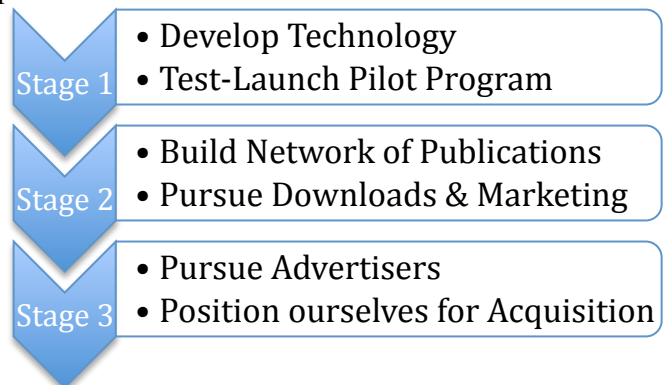 Stage 1
• Develop Technology
• Test-Launch Pilot Program
Stage 2
• Build Network of Publications
• Pursue Downloads & Marketing
Stage 3
• Pursue Advertisers
• Position ourselves for Acquisition